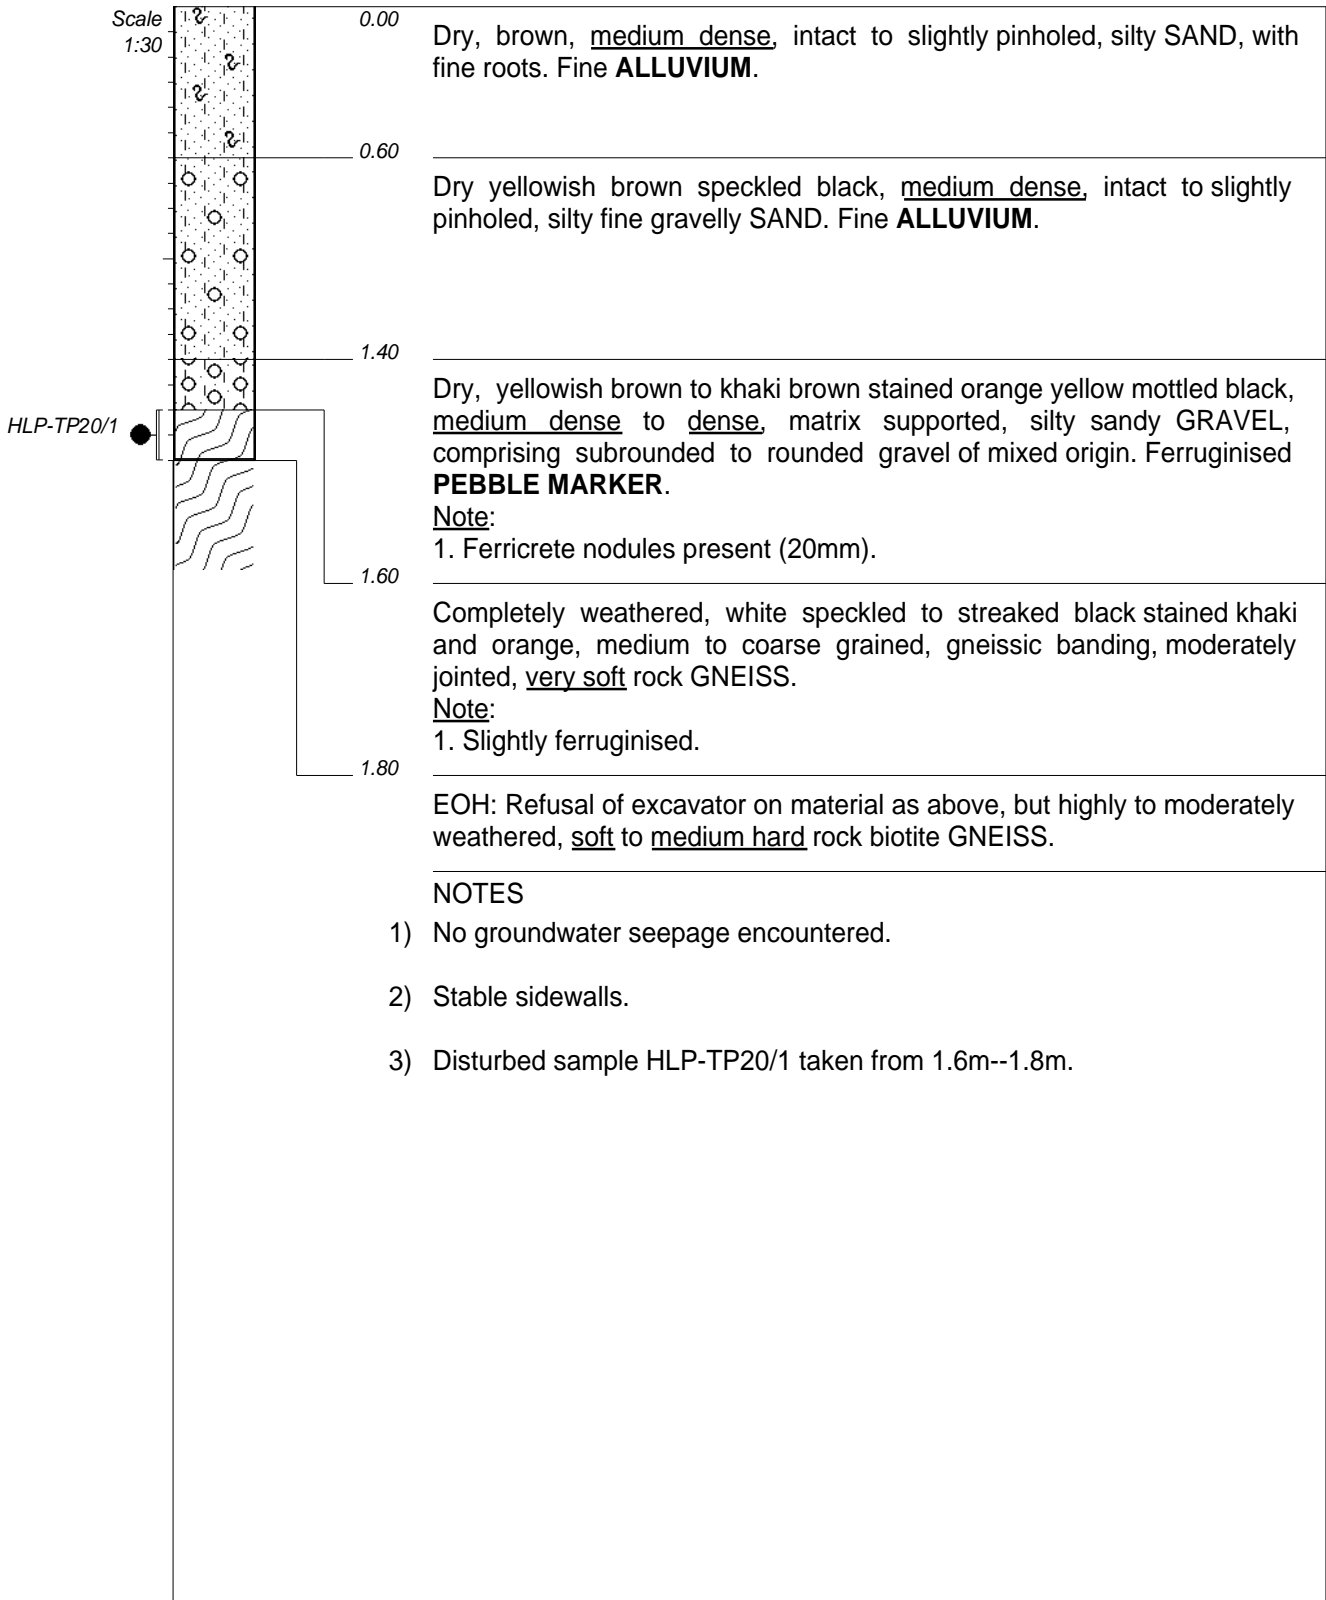 Scale
1:30
0.00
Dry, brown, medium dense, intact to slightly pinholed, silty SAND, with
fine roots. Fine ALLUVIUM.
0.60
Dry yellowish brown speckled black, medium dense, intact to slightly
pinholed, silty fine gravelly SAND. Fine ALLUVIUM.
1.40
Dry, yellowish brown to khaki brown stained orange yellow mottled black,
medium dense to dense, matrix supported, silty sandy GRAVEL,
comprising subrounded to rounded gravel of mixed origin. Ferruginised
PEBBLE MARKER.
Note:
1. Ferricrete nodules present (20mm).
HLP-TP20/1
1.60
Completely weathered, white speckled to streaked black stained khaki
and orange, medium to coarse grained, gneissic banding, moderately
jointed, very soft rock GNEISS.
Note:
1. Slightly ferruginised.
1.80
EOH: Refusal of excavator on material as above, but highly to moderately
weathered, soft to medium hard rock biotite GNEISS.
NOTES
1) No groundwater seepage encountered.
2) Stable sidewalls.
3) Disturbed sample HLP-TP20/1 taken from 1.6m--1.8m.